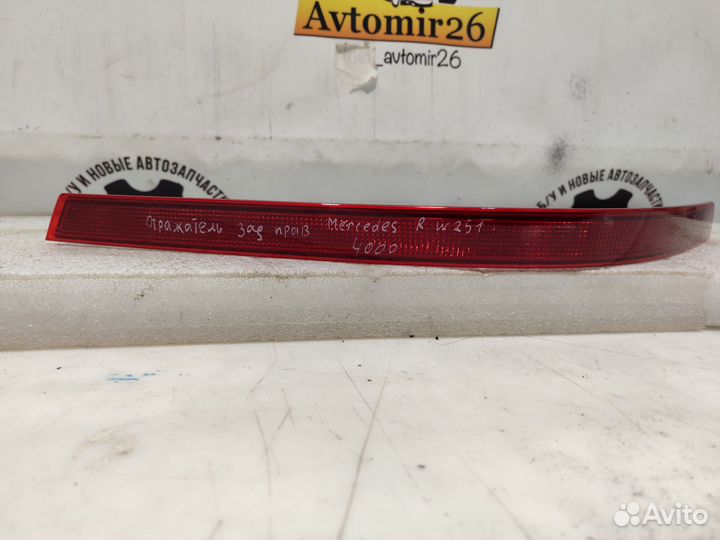 Avtomir26
_avtomir26
Б/У И НОВЫЕ АВТОЗАПЧАСТИ
Б/У И НОВЫЕ АВТОЗАПЧАСТИ
Отражатель зад прав Mercedes R W251
4000
Avito